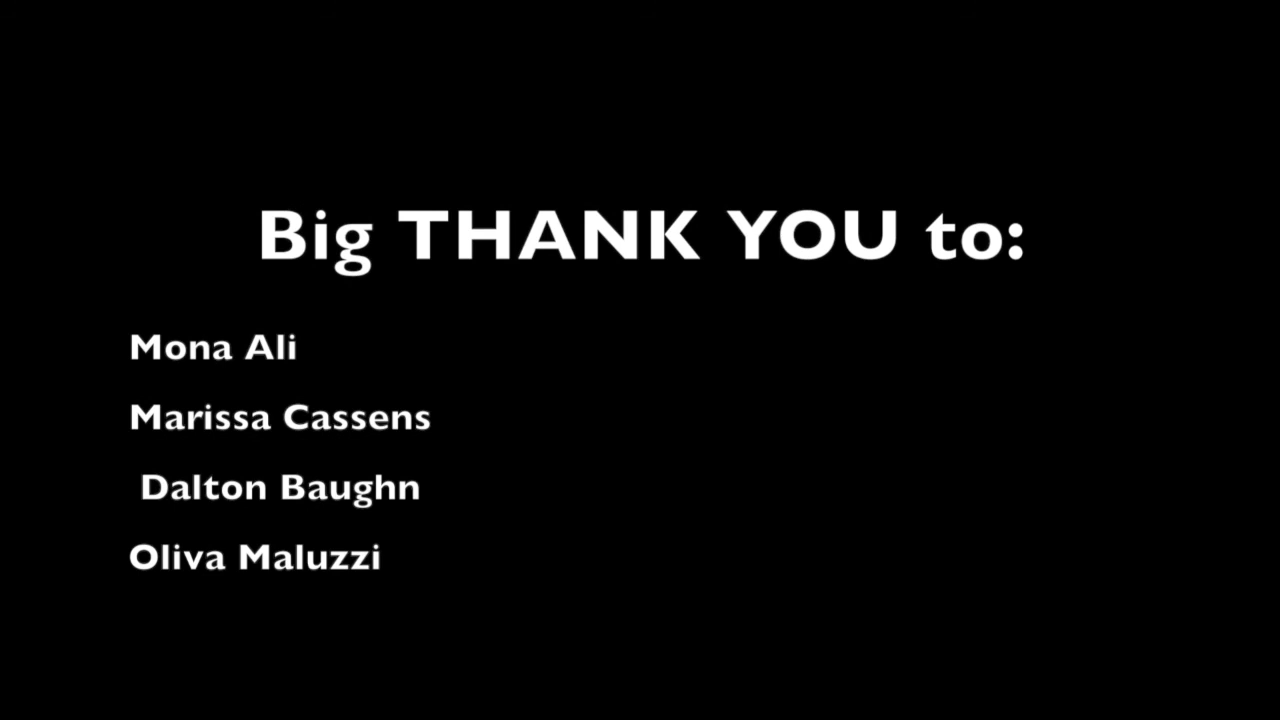 Big THANK YOU to:
Mona Ali
Marissa Cassens
Dalton Baughn
Oliva Maluzzi